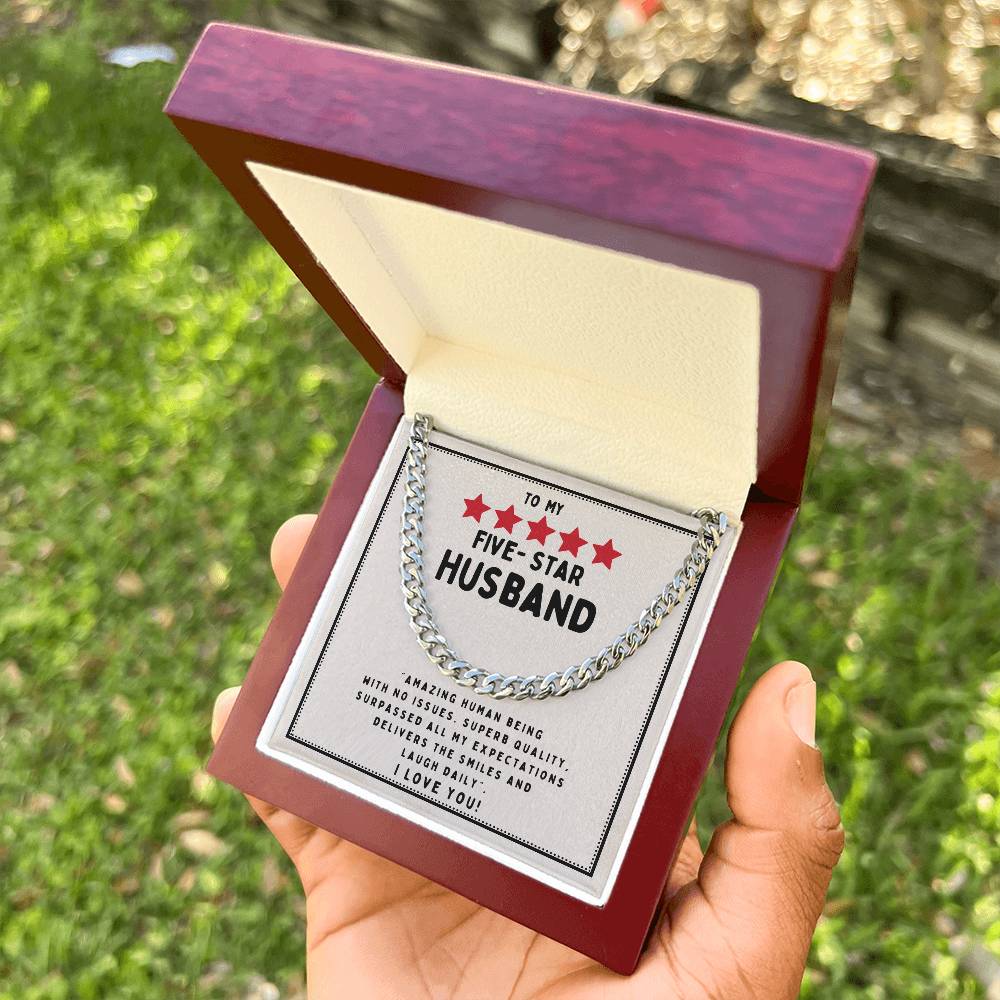 TO MY
FIVE- STAR
HUSBAND
"AMAZING HUMAN BEING
WITH NO ISSUES. SUPERB QUALITY.
SURPASSED ALL MY EXPECTATIONS
DELIVERS THE SMILES AND
LAUGH DAILY".
I LOVE YOU!